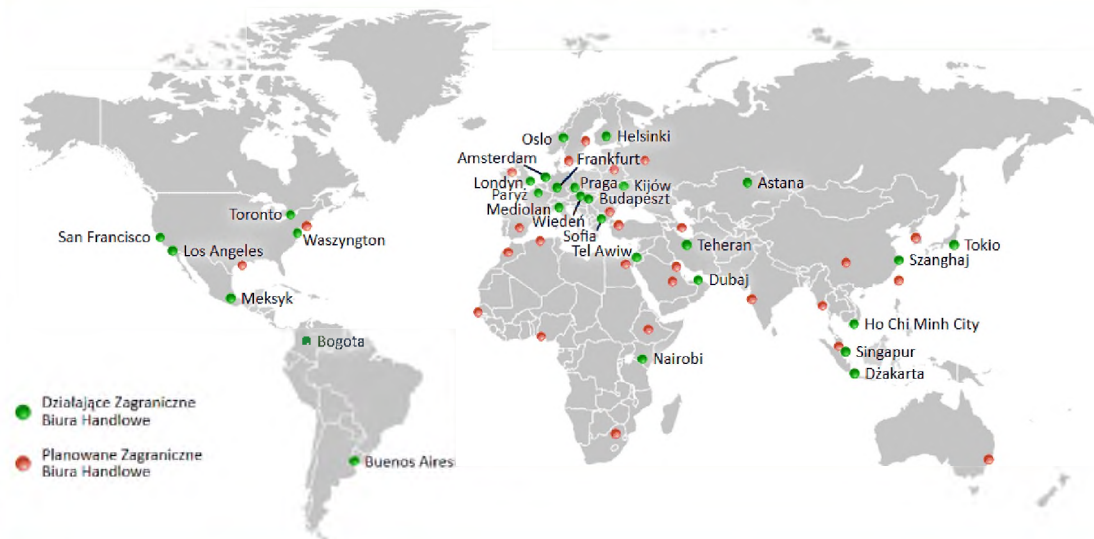 Oslo
Helsinki
Amsterdam
Frankfurt
Londyn
Praga
Kijów
Astana
Paryż
Budapeszt
Mediolan
Wiedeń
Toronto
Sofia
San Francisco
Waszyngton
Los Angeles
Tel Awiw
Teheran
Tokio
Szanghaj
Dubaj
Meksyk
Ho Chi Minh City
Bogota
Singapur
Nairobi
Dżakarta
Działające Zagraniczne
Biura Handlowe
Planowane Zagraniczne
Biura Handlowe
Buenos Aires